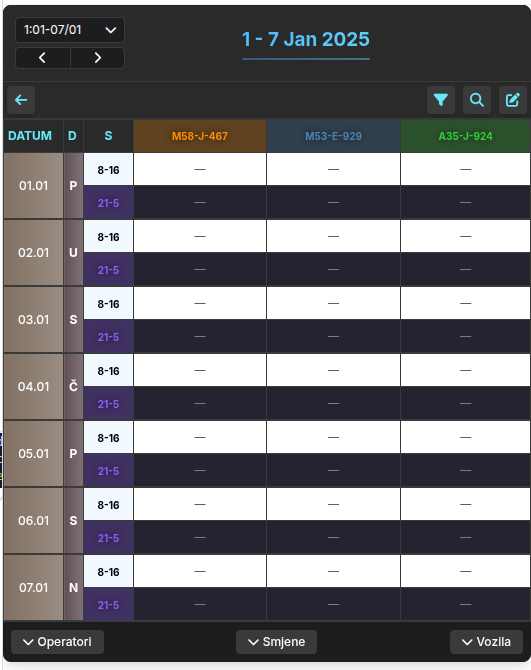 1:01-07/01
1 - 7 Jan 2025
DATUM D S M58-J-467 M53-E-929 A35-J-924
01.01 P 8-16 — — —
21-5 — — —
02.01 U 8-16 — — —
21-5 — — —
03.01 S 8-16 — — —
21-5 — — —
04.01 Č 8-16 — — —
21-5 — — —
05.01 P 8-16 — — —
21-5 — — —
06.01 S 8-16 — — —
21-5 — — —
07.01 N 8-16 — — —
21-5 — — —
Operatori Smjene Vozila